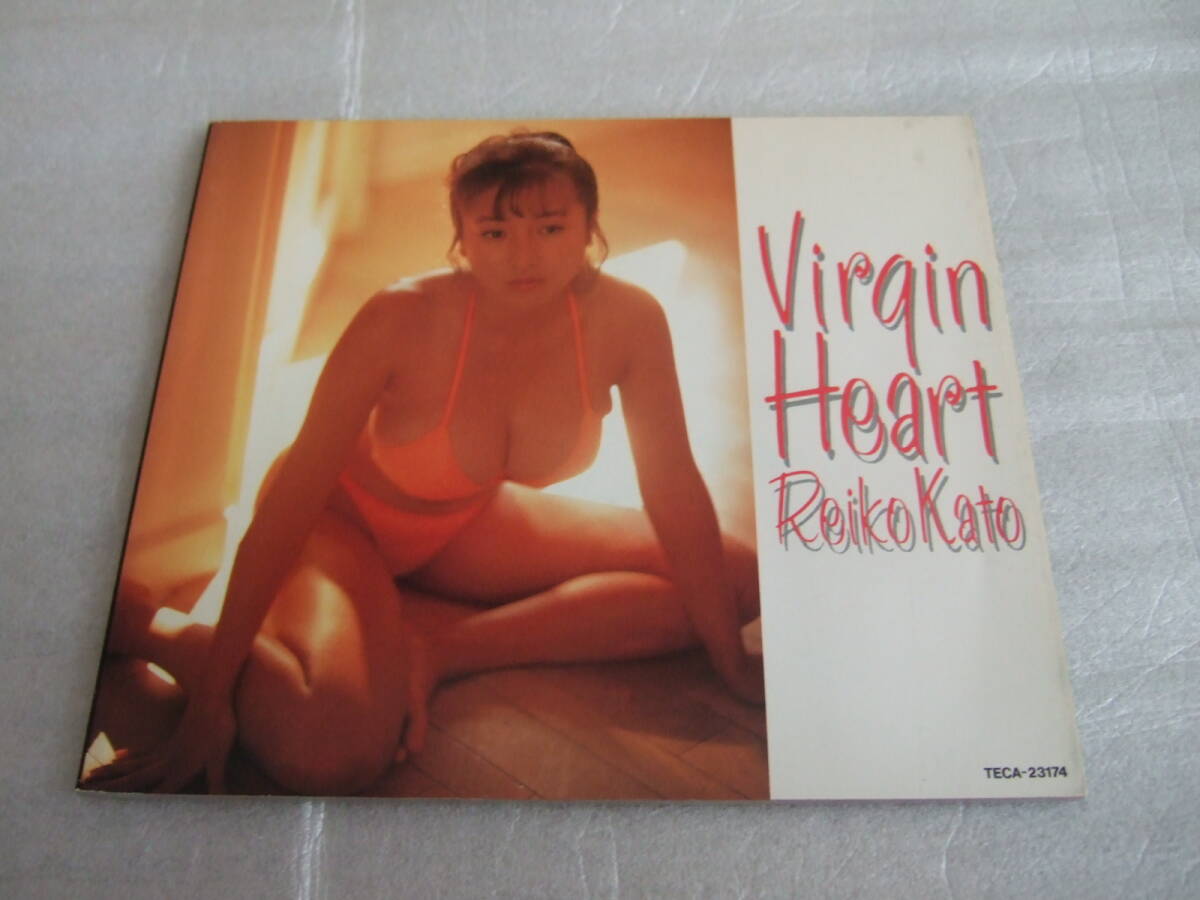 Virgin
Heart
Reiko Kato
TECA-23174